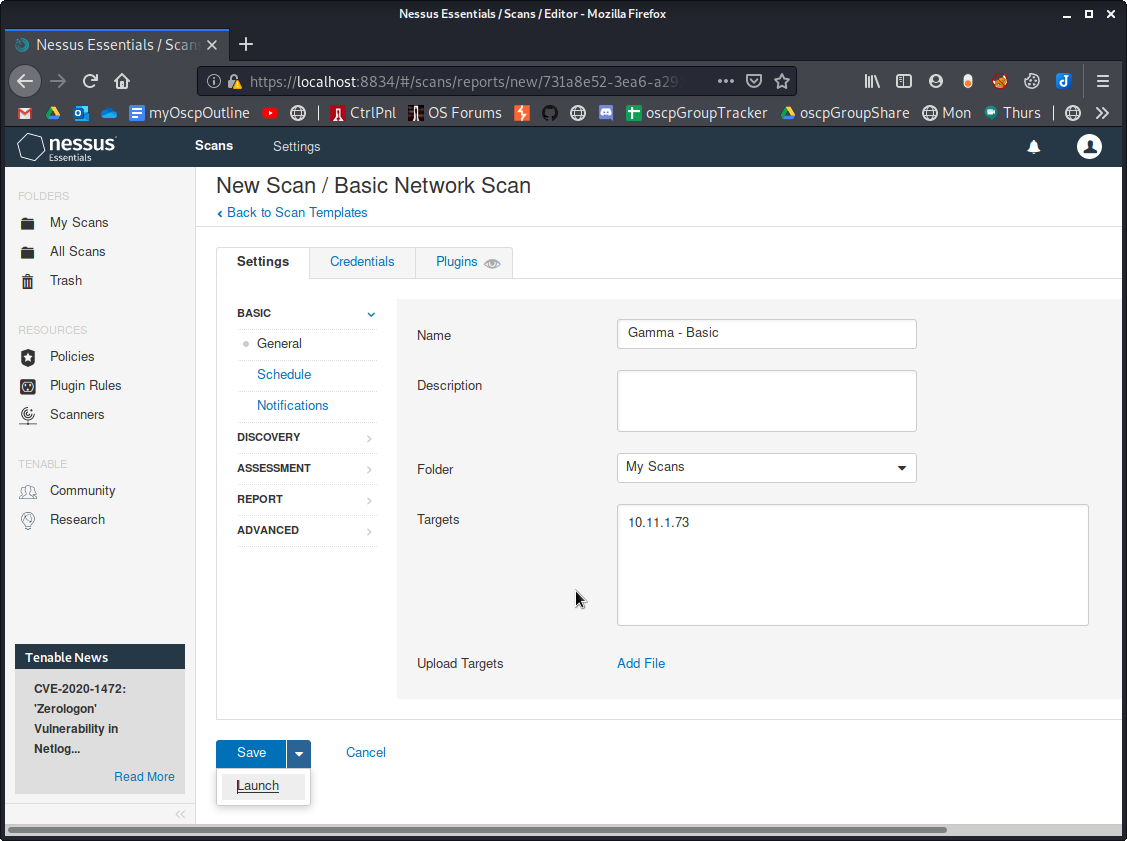 Nessus Essentials / Scans / Editor - Mozilla Firefox
Nessus Essentials / Scan
https://localhost:8834/#/scans/reports/new/731a8e52-3ea6-a29
myOscpOutline CtrlPnl OS Forums oscpGroupTracker oscpGroupShare Mon Thurs
nessus Essentials Scans Settings
FOLDERS
My Scans
All Scans
Trash
RESOURCES
Policies
Plugin Rules
Scanners
TENABLE
Community
Research
Tenable News
CVE-2020-1472:
'Zerologon'
Vulnerability in
Netlog...
Read More
New Scan / Basic Network Scan
Back to Scan Templates
Settings Credentials Plugins
BASIC
General
Schedule
Notifications
DISCOVERY
ASSESSMENT
REPORT
ADVANCED
Name Gamma - Basic
Description
Folder My Scans
Targets 10.11.1.73
Upload Targets Add File
Save Cancel
Launch